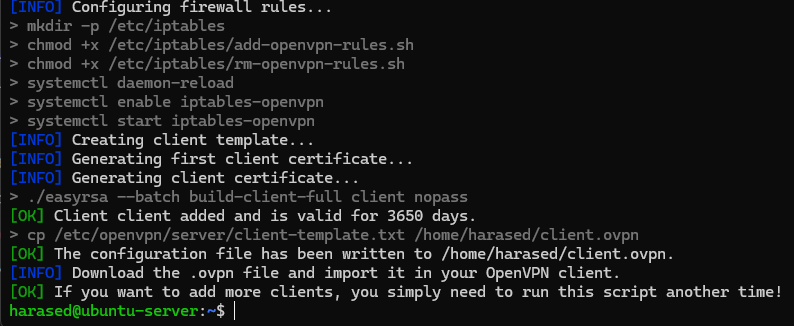 [INFO] Configuring firewall rules...
> mkdir -p /etc/iptables
> chmod +x /etc/iptables/add-openvpn-rules.sh
> chmod +x /etc/iptables/rm-openvpn-rules.sh
> systemctl daemon-reload
> systemctl enable iptables-openvpn
> systemctl start iptables-openvpn
[INFO] Creating client template...
[INFO] Generating first client certificate...
[INFO] Generating client certificate...
> ./easyrsa --batch build-client-full client nopass
[OK] Client client added and is valid for 3650 days.
> cp /etc/openvpn/server/client-template.txt /home/harased/client.ovpn
[OK] The configuration file has been written to /home/harased/client.ovpn.
[INFO] Download the .ovpn file and import it in your OpenVPN client.
[OK] If you want to add more clients, you simply need to run this script another time!
harased@ubuntu-server:~$